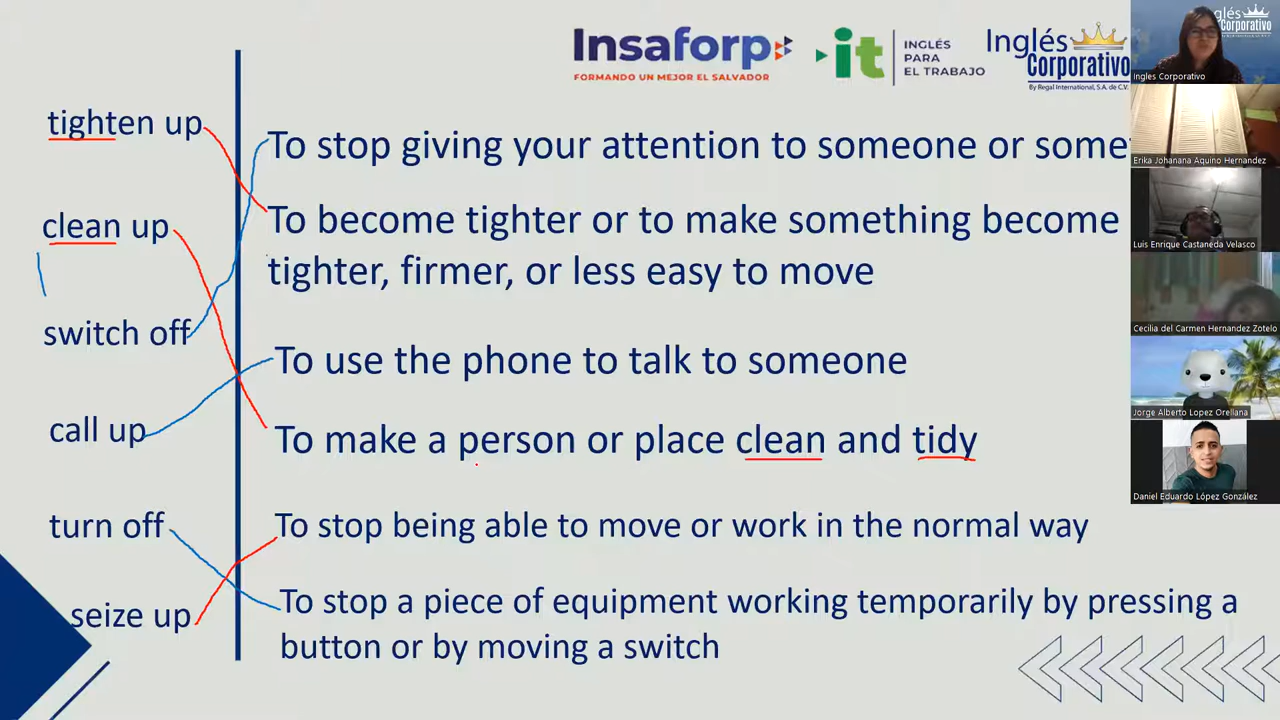 Insaforp
FORMANDO UN MEJOR EL SALVADOR
it
INGLÉS
PARA
EL TRABAJO
Inglés
Corporativo
By Regal International, S.A. de C.V.
glés
Corporativo
Ingles Corporativo
Erika Johanana Aquino Hernandez
Luis Enrique Castaneda Velasco
Cecilia del Carmen Hernandez Zotelo
Jorge Alberto Lopez Orellana
Daniel Eduardo López González
tighten up
clean up
switch off
call up
turn off
seize up
To stop giving your attention to someone or some
To become tighter or to make something become
tighter, firmer, or less easy to move
To use the phone to talk to someone
To make a person or place clean and tidy
To stop being able to move or work in the normal way
To stop a piece of equipment working temporarily by pressing a
button or by moving a switch